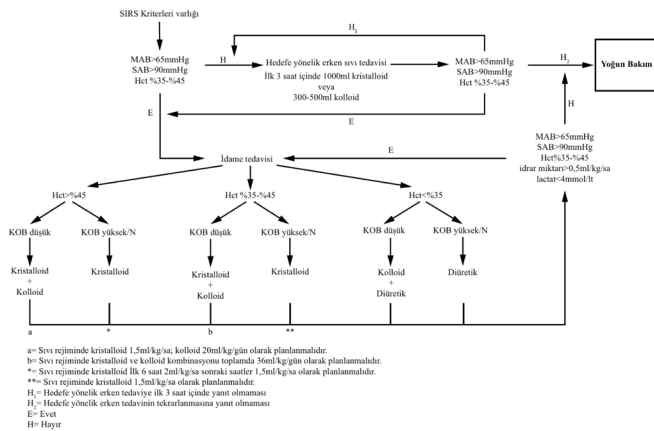 SIRS Kriterleri varlığı
H₁
MAB>65mmHg
SAB>90mmHg
Hct %35-%45
H
Hedefe yönelik erken sıvı tedavisi
İlk 3 saat içinde 1000ml kristalloid
veya
300-500ml kolloid
MAB>65mmHg
SAB>90mmHg
Hct %35-%45
H₂
Yoğun Bakım
H
E
E
MAB>65mmHg
SAB>90mmHg
Hct%35-%45
idrar miktarı>0,5ml/kg/sa
lactat<4mmol/lt
E
İdame tedavisi
Hct>%45
Hct %35-%45
Hct<%35
KOB düşük
KOB yüksek/N
KOB düşük
KOB yüksek/N
KOB düşük
KOB yüksek/N
Kristalloid
+
Kolloid
Kristalloid
Kristalloid
+
Kolloid
Kristalloid
Kolloid
+
Diüretik
Diüretik
a
*
b
**
a= Sıvı rejiminde kristalloid 1,5ml/kg/sa; kolloid 20ml/kg/gün olarak planlanmalıdır.
b= Sıvı rejiminde kristalloid ve kolloid kombinasyonu toplamda 36ml/kg/gün olarak planlanmalıdır.
*= Sıvı rejiminde kristalloid İlk 6 saat 2ml/kg/sa sonraki saatler 1,5ml/kg/sa olarak planlanmalıdır.
**= Sıvı rejiminde kristalloid 1,5ml/kg/sa olarak planlanmalıdır.
H₁= Hedefe yönelik erken tedaviye ilk 3 saat içinde yanıt olmaması
H₂= Hedefe yönelik erken tedavinin tekrarlanmasına yanıt olmaması
E= Evet
H= Hayır